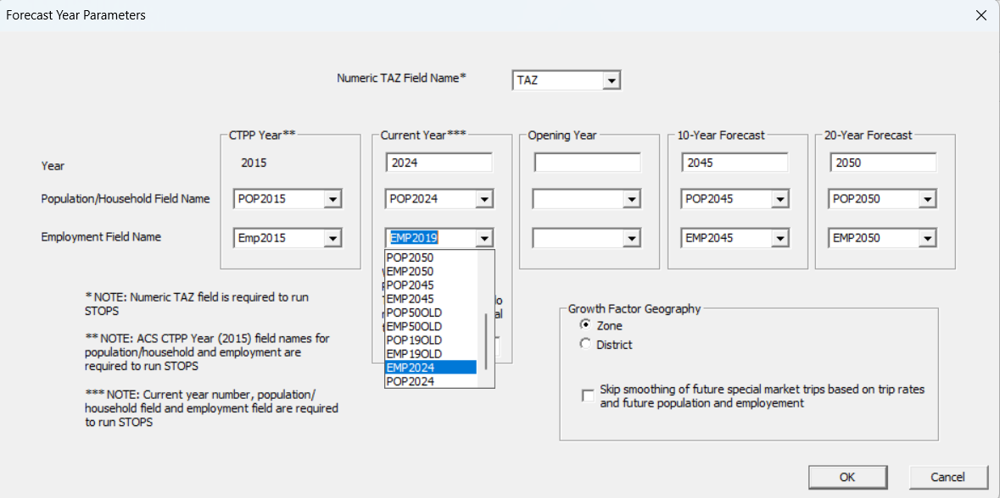 Forecast Year Parameters
Numeric TAZ Field Name*
TAZ
CTPP Year**
Current Year***
Opening Year
10-Year Forecast
20-Year Forecast
Year
2015
2024
2045
2050
Population/Household Field Name
POP2015
POP2024
POP2045
POP2050
Employment Field Name
Emp2015
EMP2019
EMP2045
EMP2050
POP2050
EMP2050
POP2045
EMP2045
POP50OLD
EMP50OLD
POP19OLD
EMP19OLD
EMP2024
POP2024
* NOTE: Numeric TAZ field is required to run
STOPS
** NOTE: ACS CTPP Year (2015) field names for
population/household and employment are
required to run STOPS
*** NOTE: Current year number, population/
household field and employment field are required
to run STOPS
Growth Factor Geography
Zone
District
Skip smoothing of future special market trips based on trip rates
and future population and employement
OK
Cancel